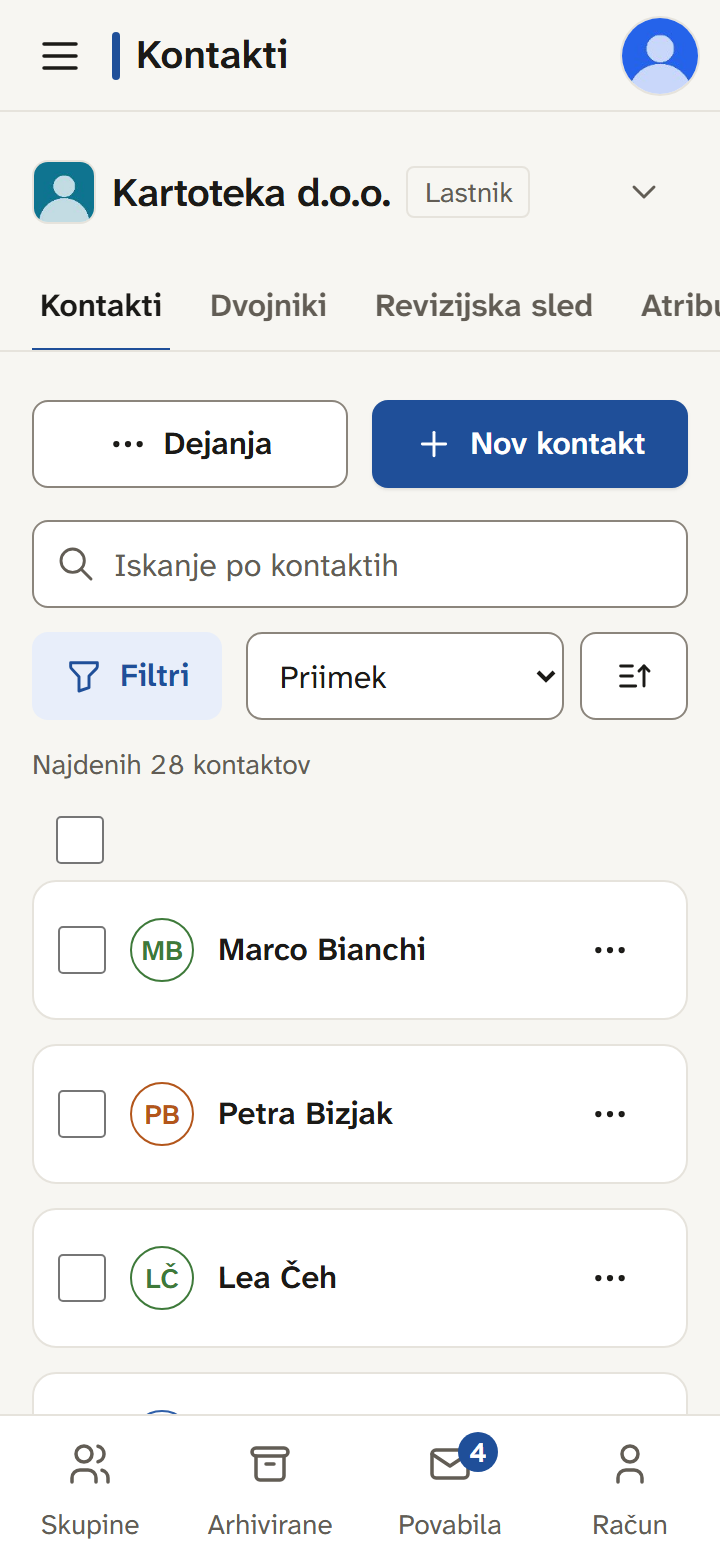 Kontakti
Kartoteka d.o.o. Lastnik
Kontakti Dvojniki Revizijska sled Atribu
Dejanja Nov kontakt
Iskanje po kontaktih
Filtri Priimek
Najdenih 28 kontaktov
MB Marco Bianchi
PB Petra Bizjak
LČ Lea Čeh
4
Skupine Arhivirane Povabila Račun